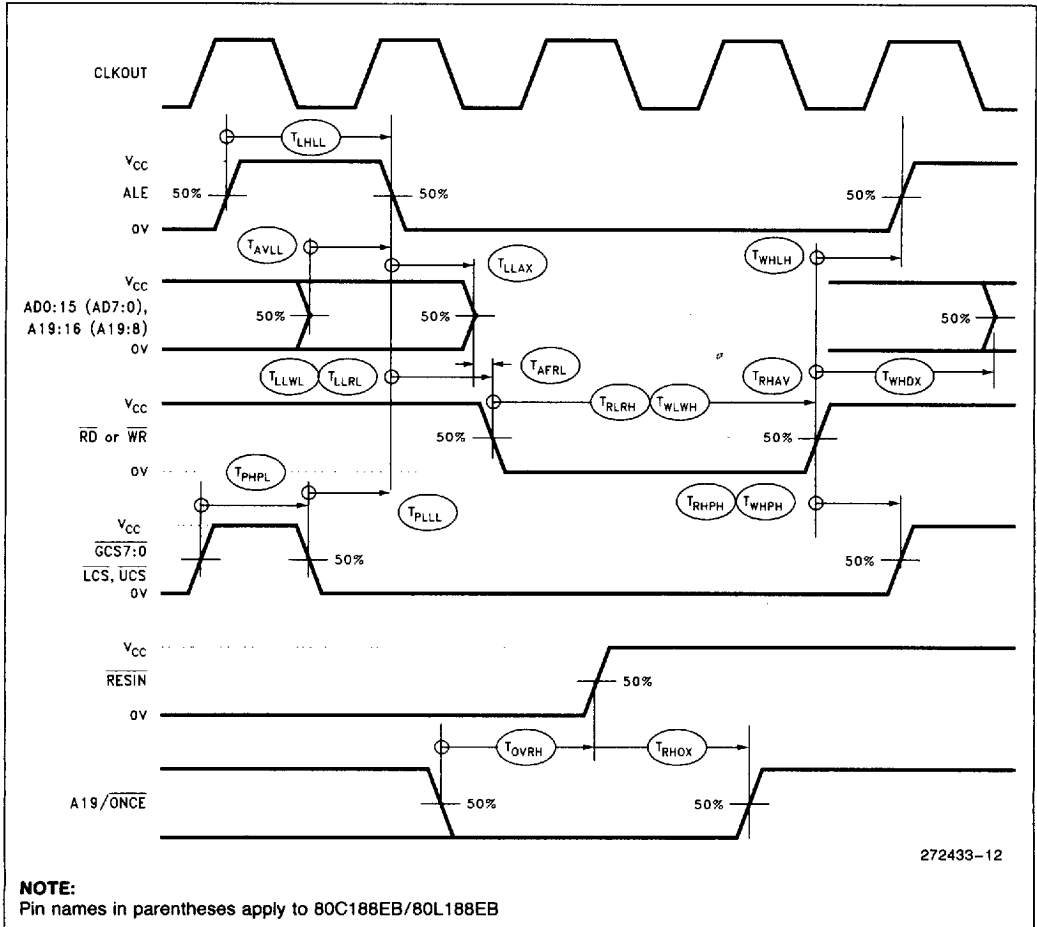 CLKOUT
T_LHLL
V_CC
ALE 50% 50% 50%
0V
T_AVLL T_LLAX T_WHLH
V_CC
AD0:15 (AD7:0),
A19:16 (A19:8) 50% 50% 50%
0V
T_LLWL T_LLRL T_AFRL T_RHAV T_WHDX
T_RLRH T_WLWH
V_CC
RD or WR 50% 50%
0V
T_PHPL T_PLLL T_RHPH T_WHPH
V_CC
GCS7:0
LCS, UCS 50% 50%
0V
V_CC
RESIN 50%
0V
T_OVRH T_RHOX
A19/ONCE 50% 50%
272433-12
NOTE:
Pin names in parentheses apply to 80C188EB/80L188EB